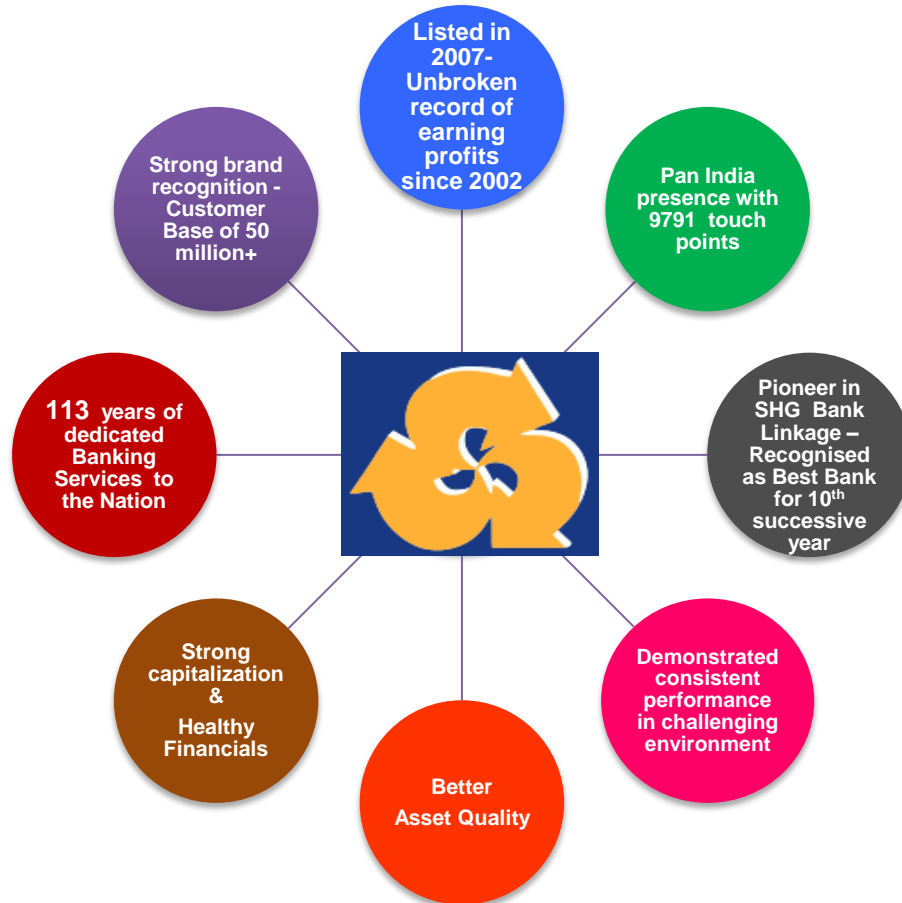 Listed in
2007-
Unbroken
record of
earning
profits
since 2002
Pan India
presence with
9791 touch
points
Pioneer in
SHG Bank
Linkage –
Recognised
as Best Bank
for 10th
successive
year
Demonstrated
consistent
performance
in challenging
environment
Better
Asset Quality
Strong
capitalization
&
Healthy
Financials
113 years of
dedicated
Banking
Services to
the Nation
Strong brand
recognition -
Customer
Base of 50
million+